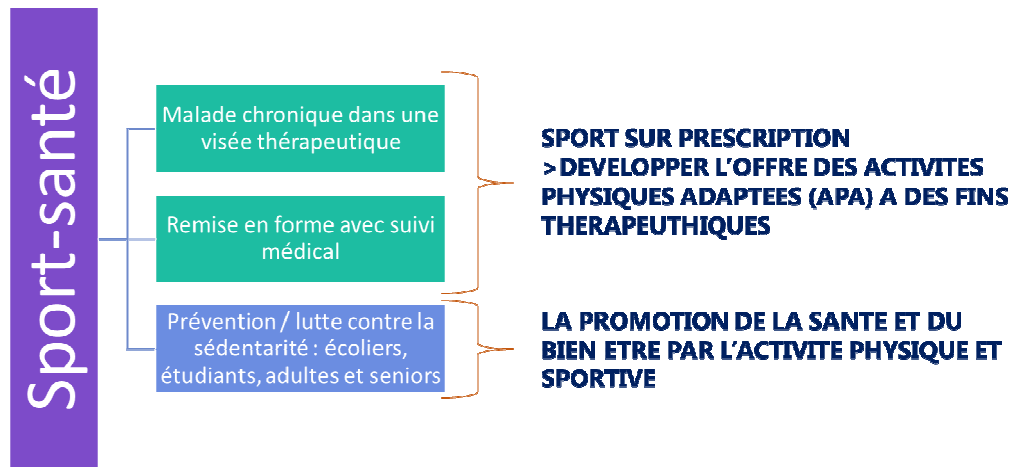 Sport-santé
Malade chronique dans une
visée thérapeutique
Remise en forme avec suivi
médical
Prévention / lutte contre la
sédentarité : écoliers,
étudiants, adultes et seniors
SPORT SUR PRESCRIPTION
>DEVELOPPER L'OFFRE DES ACTIVITES
PHYSIQUES ADAPTEES (APA) A DES FINS
THERAPEUTHIQUES
LA PROMOTION DE LA SANTE ET DU
BIEN ETRE PAR L'ACTIVITE PHYSIQUE ET
SPORTIVE